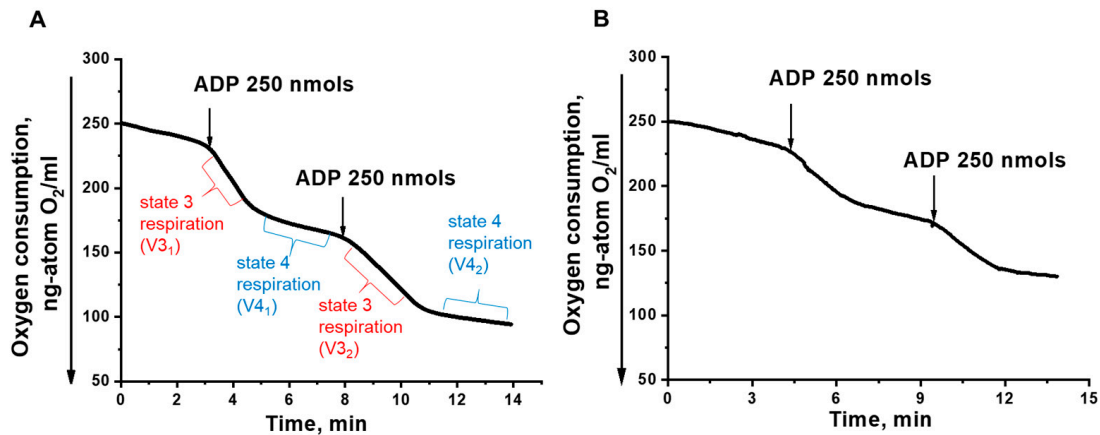 A
Oxygen consumption,
ng-atom O₂/ml
300
250
200
150
100
50
ADP 250 nmols
ADP 250 nmols
state 3
respiration
(V3₁)
state 4
respiration
(V4₁)
state 3
respiration
(V3₂)
state 4
respiration
(V4₂)
0 2 4 6 8 10 12 14
Time, min
B
Oxygen consumption,
ng-atom O₂/ml
300
250
200
150
100
50
ADP 250 nmols
ADP 250 nmols
0 3 6 9 12 15
Time, min